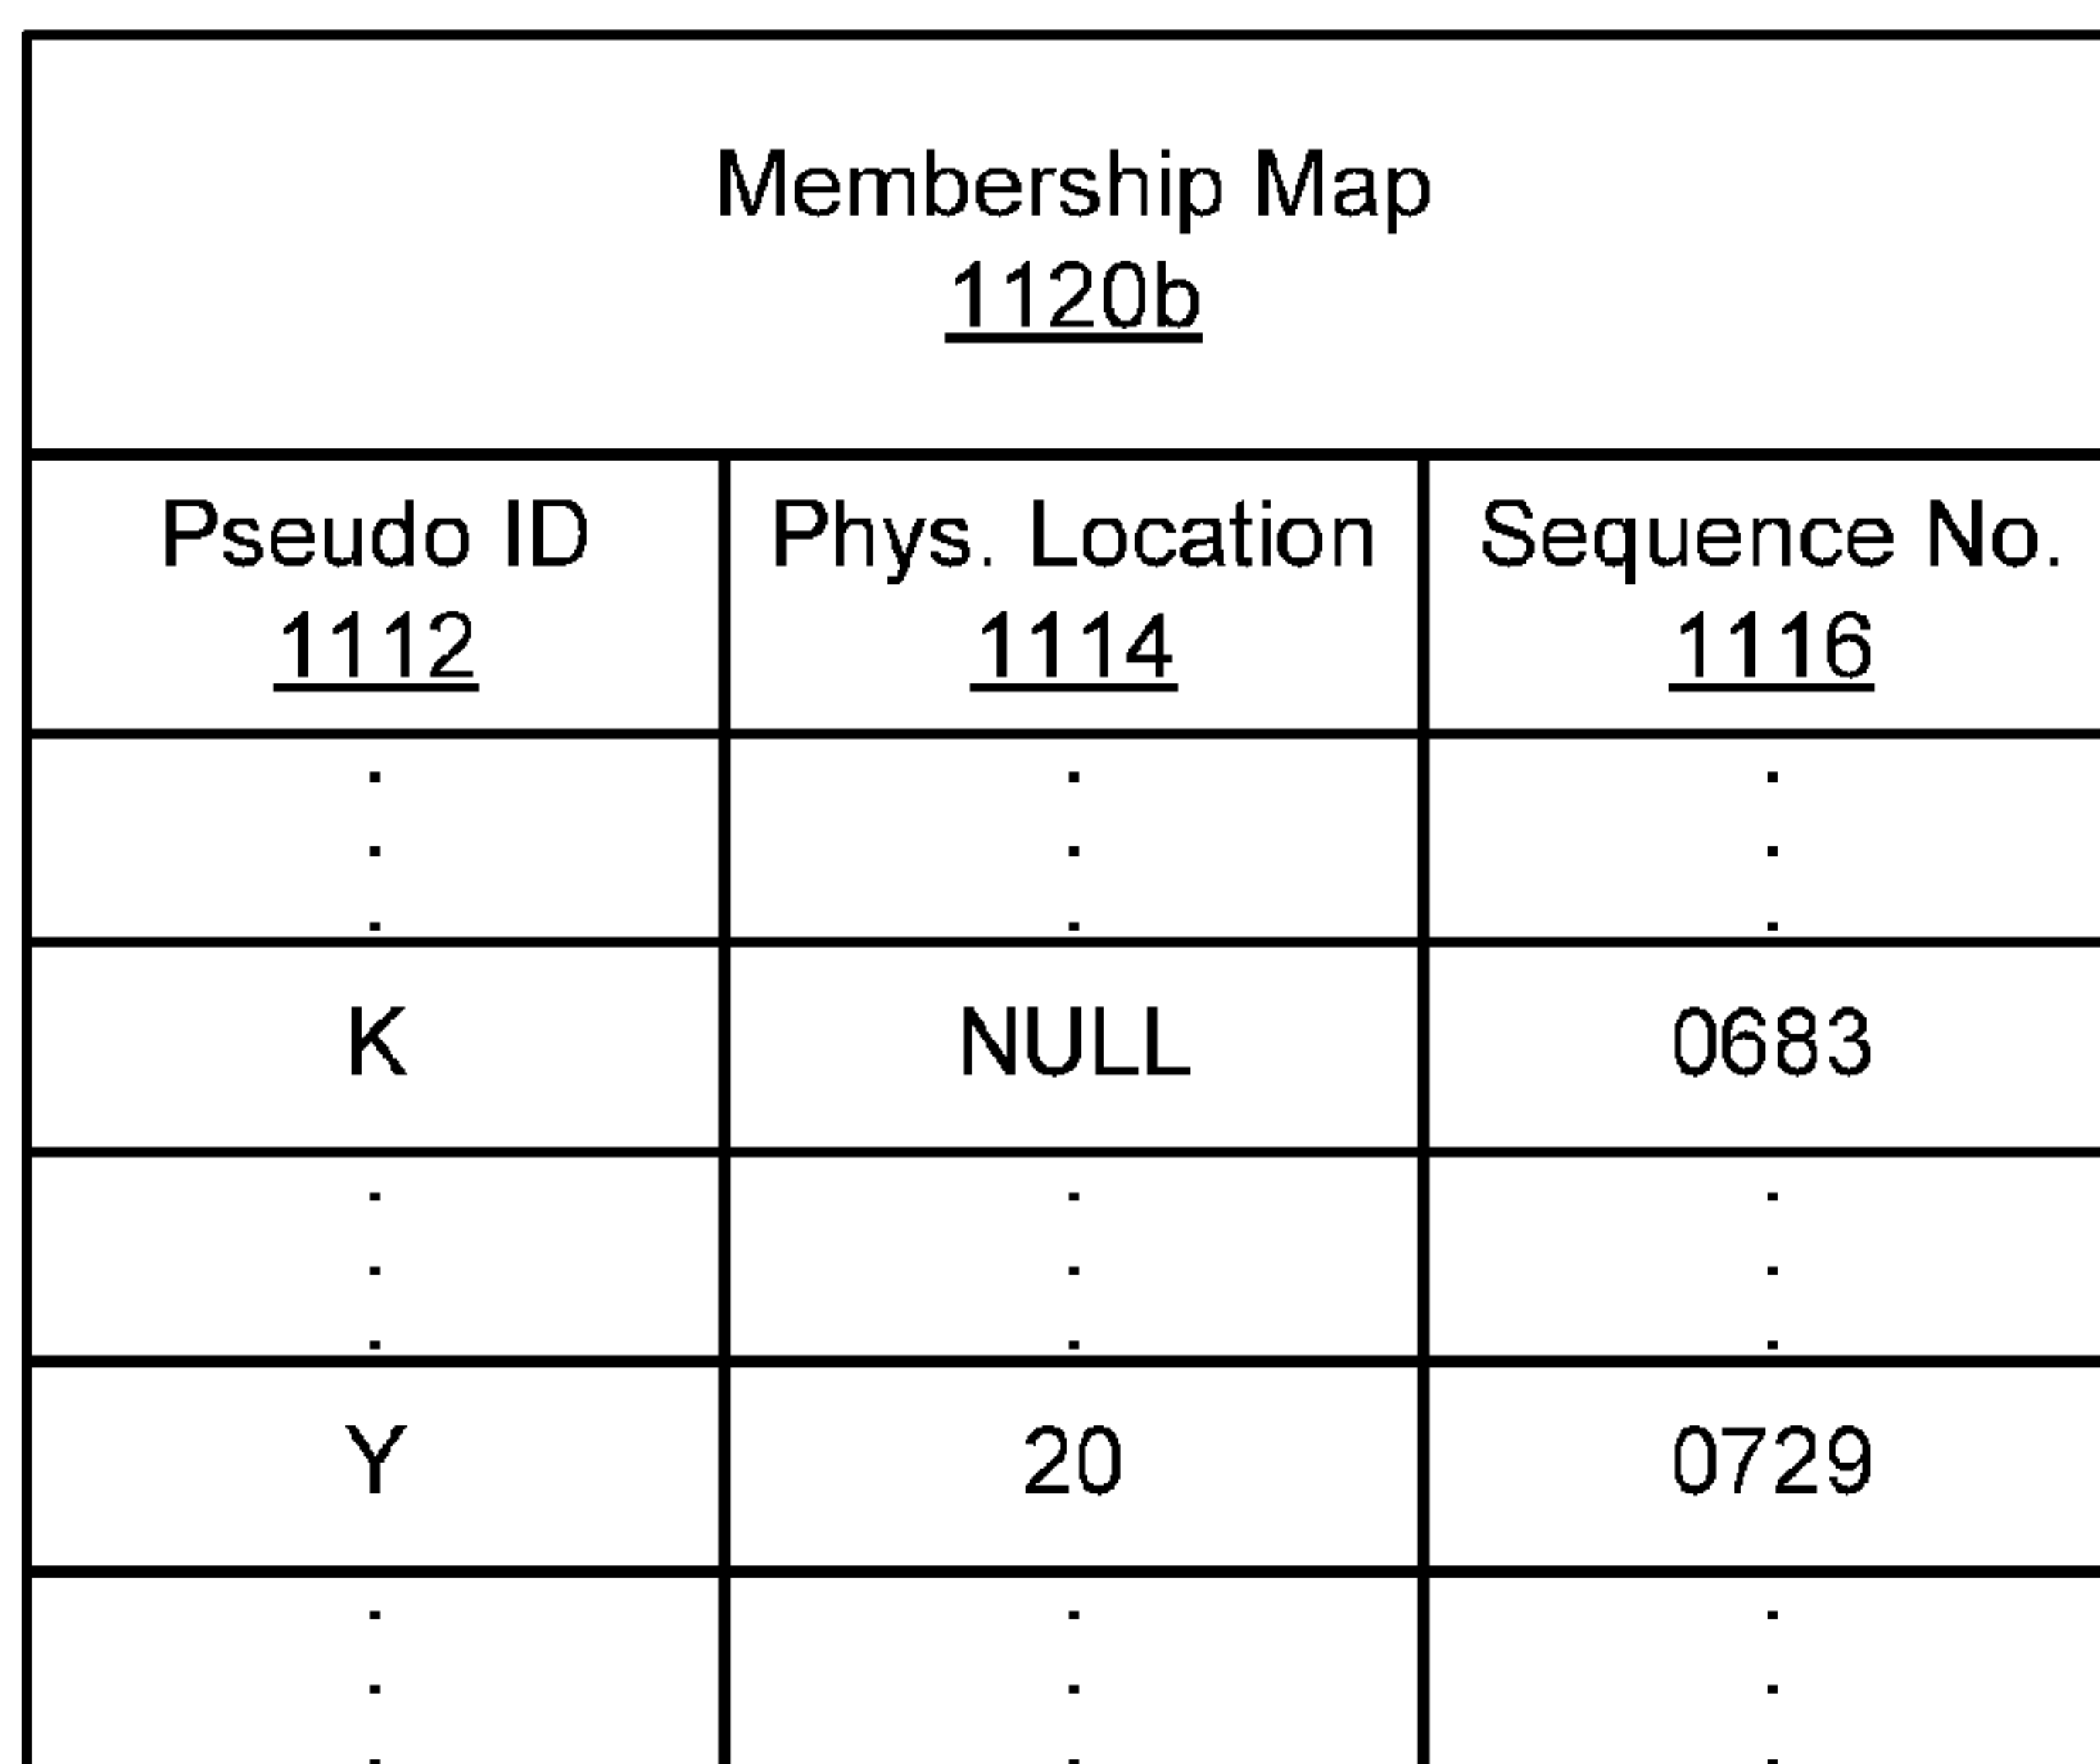 Membership Map
1120b
Pseudo ID Phys. Location Sequence No.
1112 1114 1116
. . .
. . .
. . .
K NULL 0683
. . .
. . .
. . .
Y 20 0729
. . .
. . .
. . .